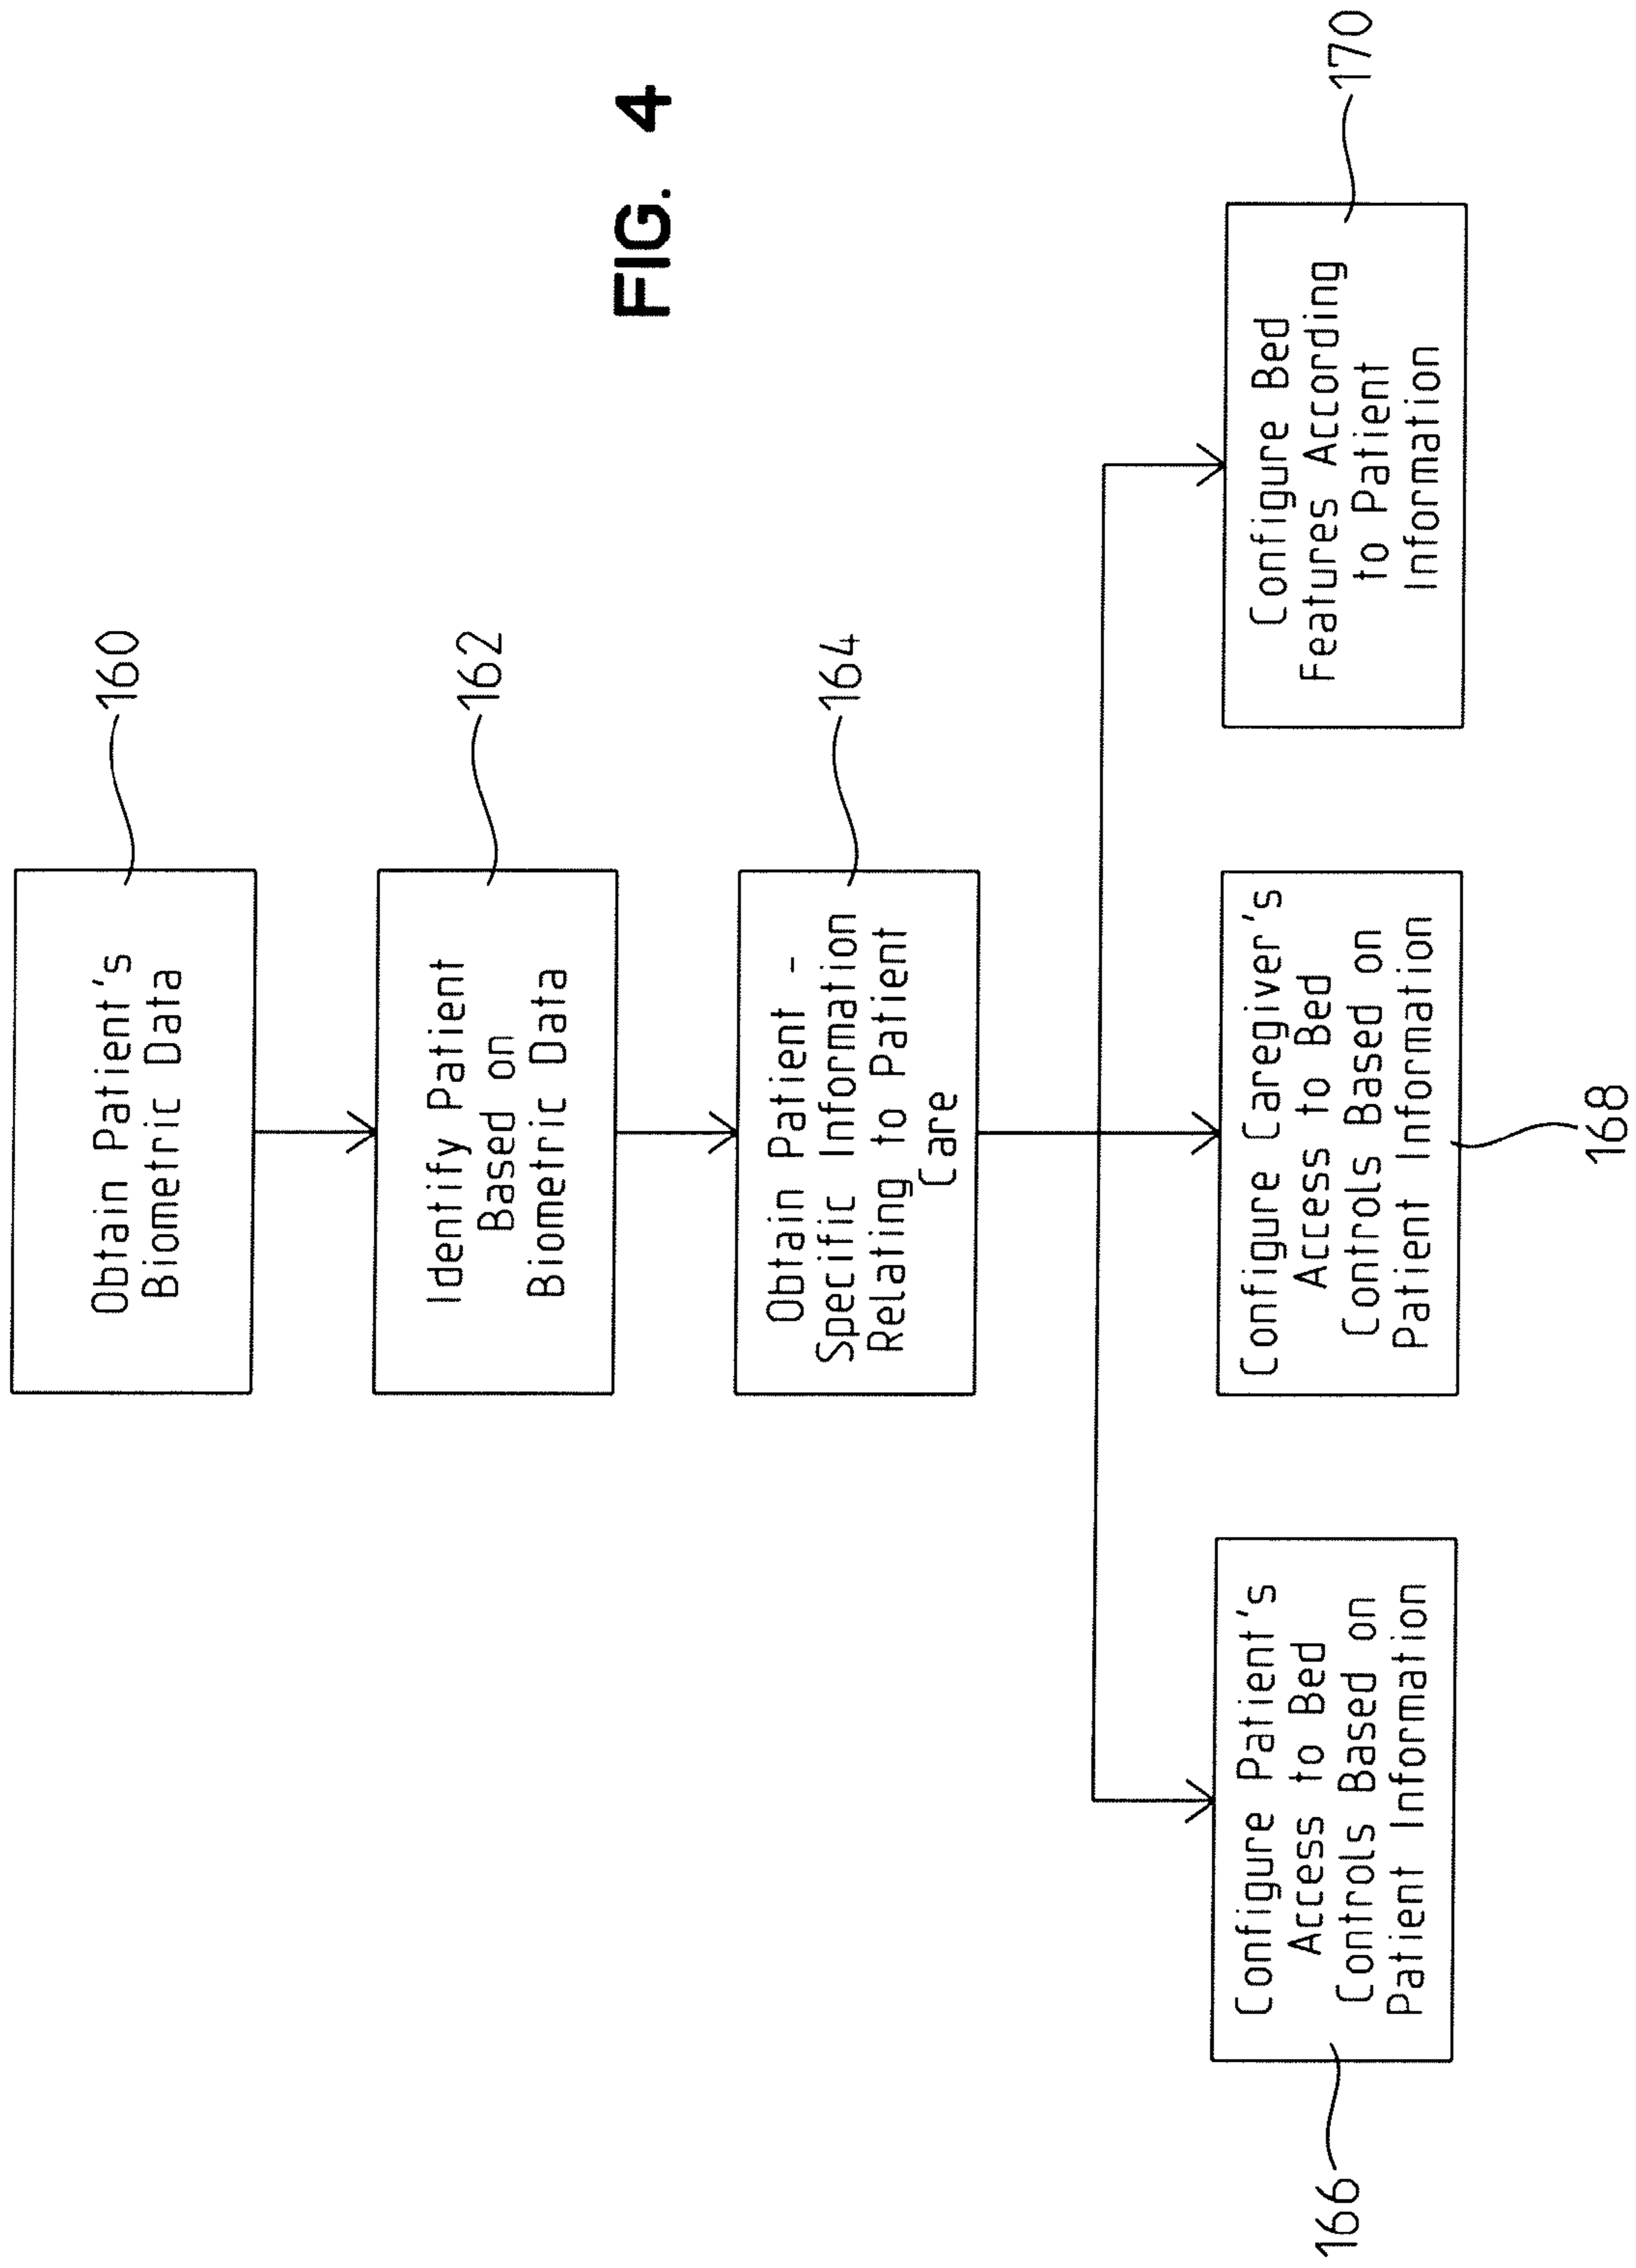 160
Obtain Patient's
Biometric Data
162
Identify Patient
Based on
Biometric Data
164
Obtain Patient -
Specific Information
Relating to Patient
Care
FIG. 4
166
Configure Patient's
Access to Bed
Controls Based on
Patient Information
Configure Caregiver's
Access to Bed
Controls Based on
Patient Information
168
Configure Bed
Features According
to Patient
Information
170